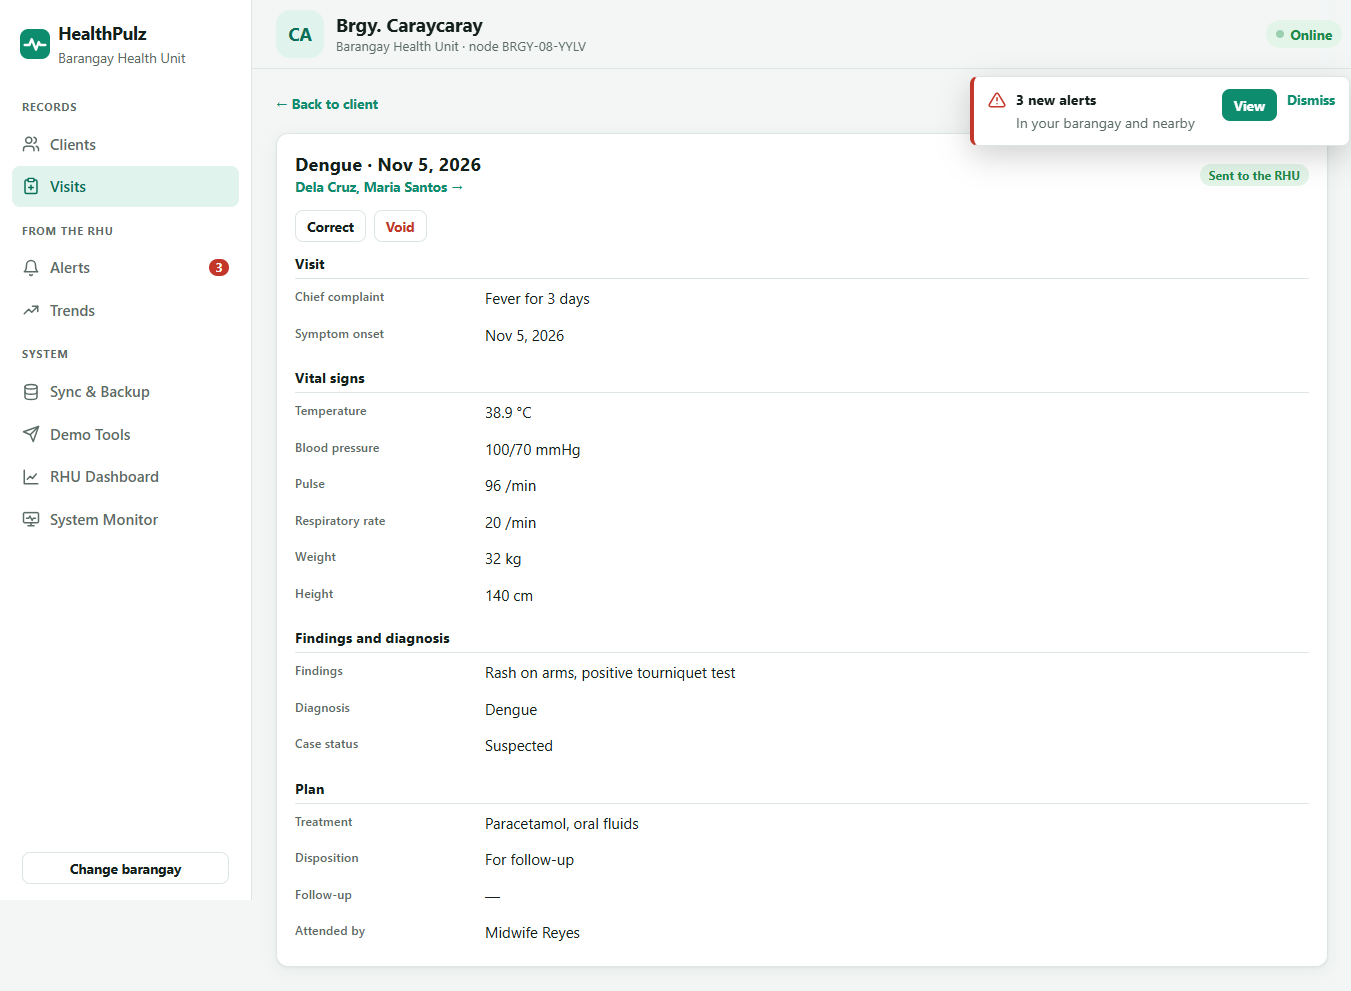 HealthPulz
Barangay Health Unit
RECORDS
Clients
Visits
FROM THE RHU
Alerts 3
Trends
SYSTEM
Sync & Backup
Demo Tools
RHU Dashboard
System Monitor
Change barangay
CA
Brgy. Caraycaray
Barangay Health Unit · node BRGY-08-YYLV
Online
3 new alerts
In your barangay and nearby
View
Dismiss
← Back to client
Dengue · Nov 5, 2026
Dela Cruz, Maria Santos →
Sent to the RHU
Correct Void
Visit
Chief complaint Fever for 3 days
Symptom onset Nov 5, 2026
Vital signs
Temperature 38.9 °C
Blood pressure 100/70 mmHg
Pulse 96 /min
Respiratory rate 20 /min
Weight 32 kg
Height 140 cm
Findings and diagnosis
Findings Rash on arms, positive tourniquet test
Diagnosis Dengue
Case status Suspected
Plan
Treatment Paracetamol, oral fluids
Disposition For follow-up
Follow-up —
Attended by Midwife Reyes